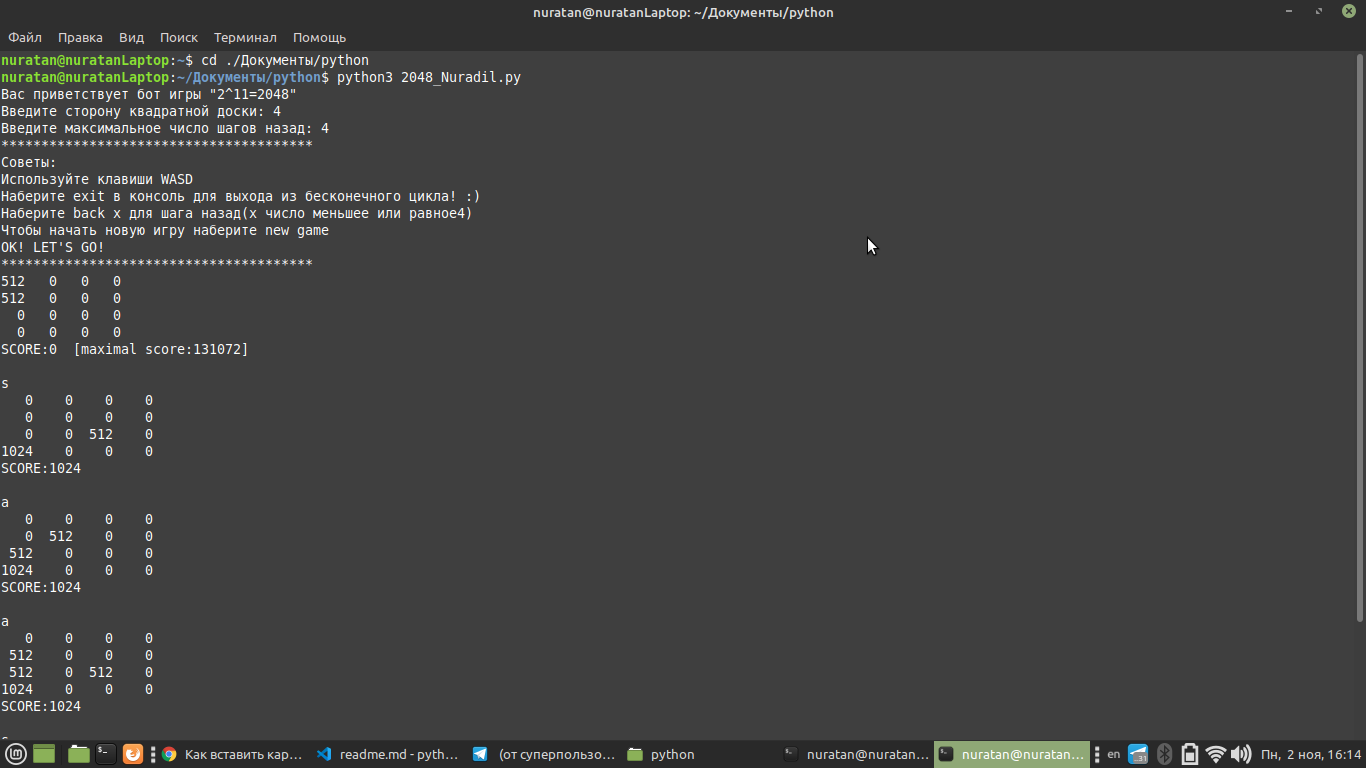 nuratan@nuratanLaptop: ~/Документы/python
Файл Правка Вид Поиск Терминал Помощь
nuratan@nuratanLaptop:~$ cd ./Документы/python
nuratan@nuratanLaptop:~/Документы/python$ python3 2048_Nuradil.py
Вас приветствует бот игры "2^11=2048"
Введите сторону квадратной доски: 4
Введите максимальное число шагов назад: 4
***************************************
Советы:
Используйте клавиши WASD
Наберите exit в консоль для выхода из бесконечного цикла! :)
Наберите back x для шага назад(x число меньшее или равное4)
Чтобы начать новую игру наберите new game
OK! LET'S GO!
***************************************
512 0 0 0
512 0 0 0
0 0 0 0
0 0 0 0
SCORE:0 [maximal score:131072]
s
0 0 0 0
0 0 0 0
0 0 512 0
1024 0 0 0
SCORE:1024
a
0 0 0 0
0 512 0 0
512 0 0 0
1024 0 0 0
SCORE:1024
a
0 0 0 0
512 0 0 0
512 0 512 0
1024 0 0 0
SCORE:1024
Как вставить кар... readme.md - pyth... (от суперпользо... python nuratan@nuratan... nuratan@nuratan... en 31 Пн, 2 ноя, 16:14